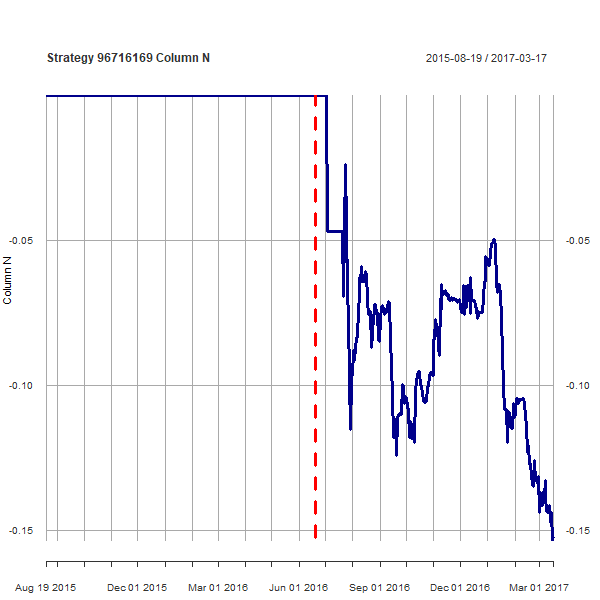 Strategy 96716169 Column N
2015-08-19 / 2017-03-17
Column N
-0.05
-0.05
-0.10
-0.10
-0.15
-0.15
Aug 19 2015
Dec 01 2015
Mar 01 2016
Jun 01 2016
Sep 01 2016
Dec 01 2016
Mar 01 2017